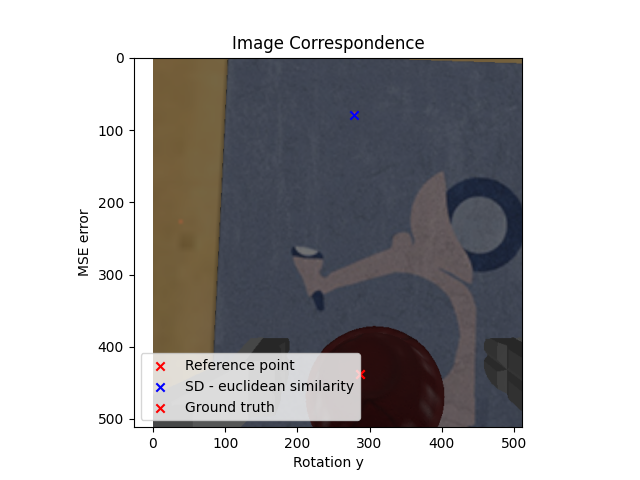 Image Correspondence
MSE error
0
100
200
300
400
500
Reference point
SD - euclidean similarity
Ground truth
0 100 200 300 400 500
Rotation y